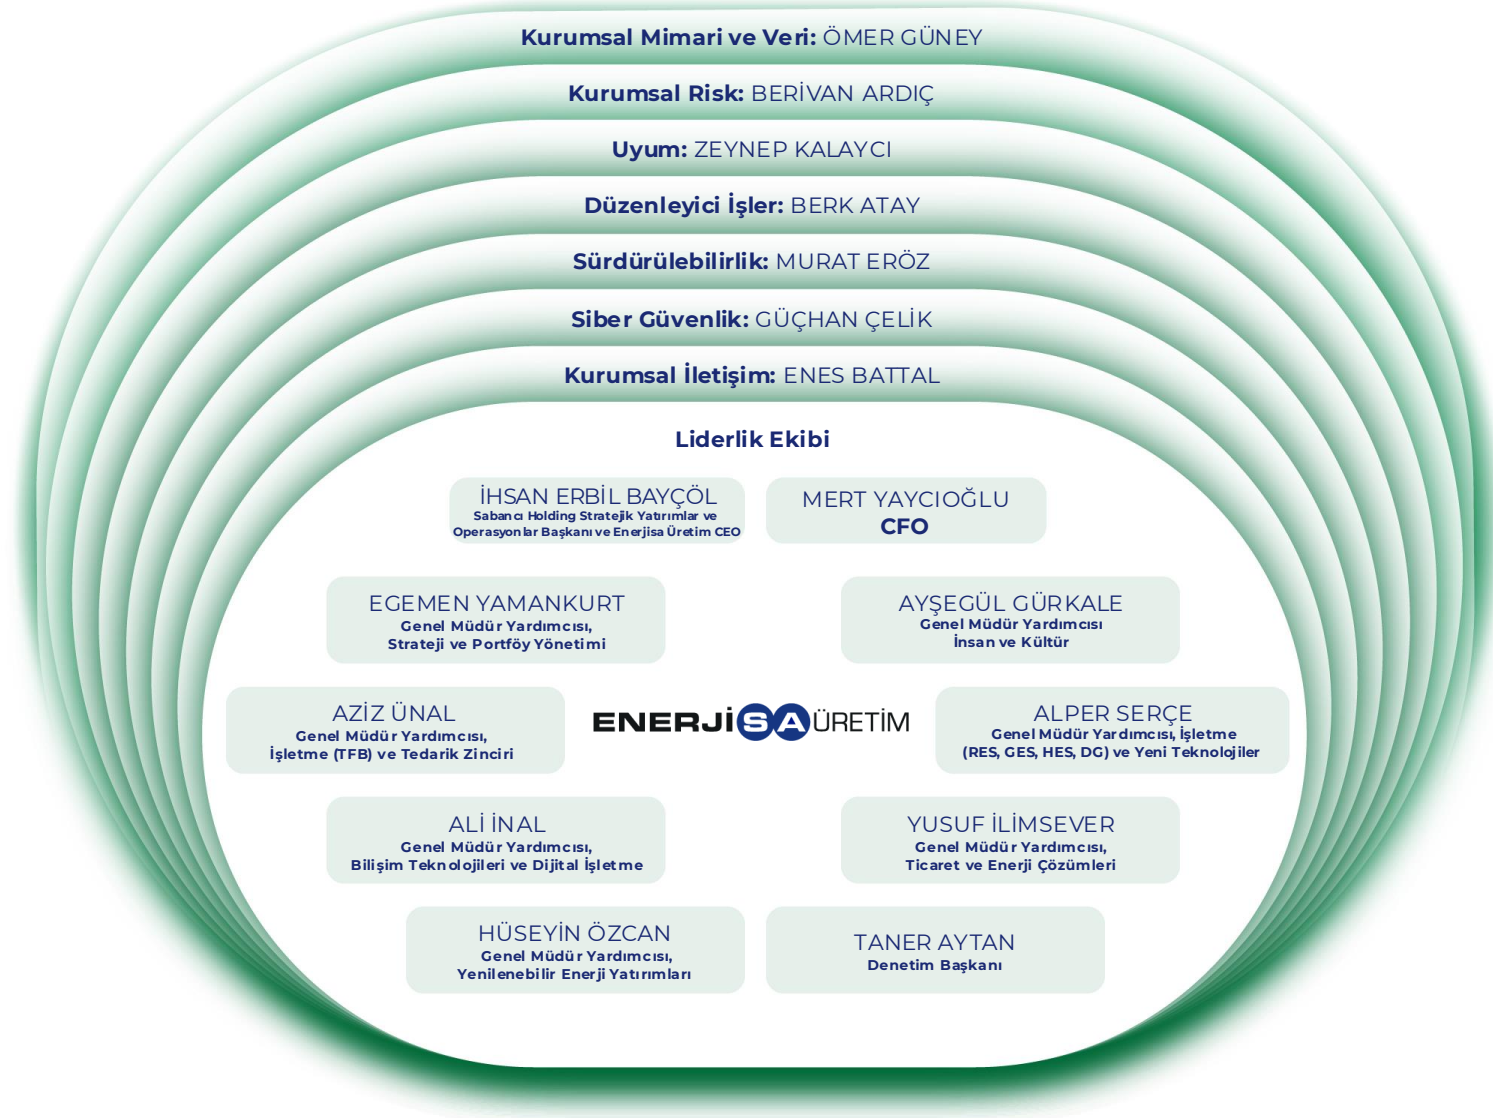 Kurumsal Mimari ve Veri: ÖMER GÜNEY
Kurumsal Risk: BERİVAN ARDIÇ
Uyum: ZEYNEP KALAYCI
Düzenleyici İşler: BERK ATAY
Sürdürülebilirlik: MURAT ERÖZ
Siber Güvenlik: GÜÇHAN ÇELİK
Kurumsal İletişim: ENES BATTAL
Liderlik Ekibi
İHSAN ERBİL BAYÇÖL
Sabancı Holding Stratejik Yatırımlar ve
Operasyonlar Başkanı ve Enerjisa Üretim CEO
MERT YAYCIOĞLU
CFO
EGEMEN YAMANKURT
Genel Müdür Yardımcısı,
Strateji ve Portföy Yönetimi
AYŞEGÜL GÜRKALE
Genel Müdür Yardımcısı
İnsan ve Kültür
AZİZ ÜNAL
Genel Müdür Yardımcısı,
İşletme (TFB) ve Tedarik Zinciri
ENERJİSA ÜRETİM
ALPER SERÇE
Genel Müdür Yardımcısı, İşletme
(RES, GES, HES, DG) ve Yeni Teknolojiler
ALİ İNAL
Genel Müdür Yardımcısı,
Bilişim Teknolojileri ve Dijital İşletme
YUSUF İLİMSEVER
Genel Müdür Yardımcısı,
Ticaret ve Enerji Çözümleri
HÜSEYİN ÖZCAN
Genel Müdür Yardımcısı,
Yenilenebilir Enerji Yatırımları
TANER AYTAN
Denetim Başkanı